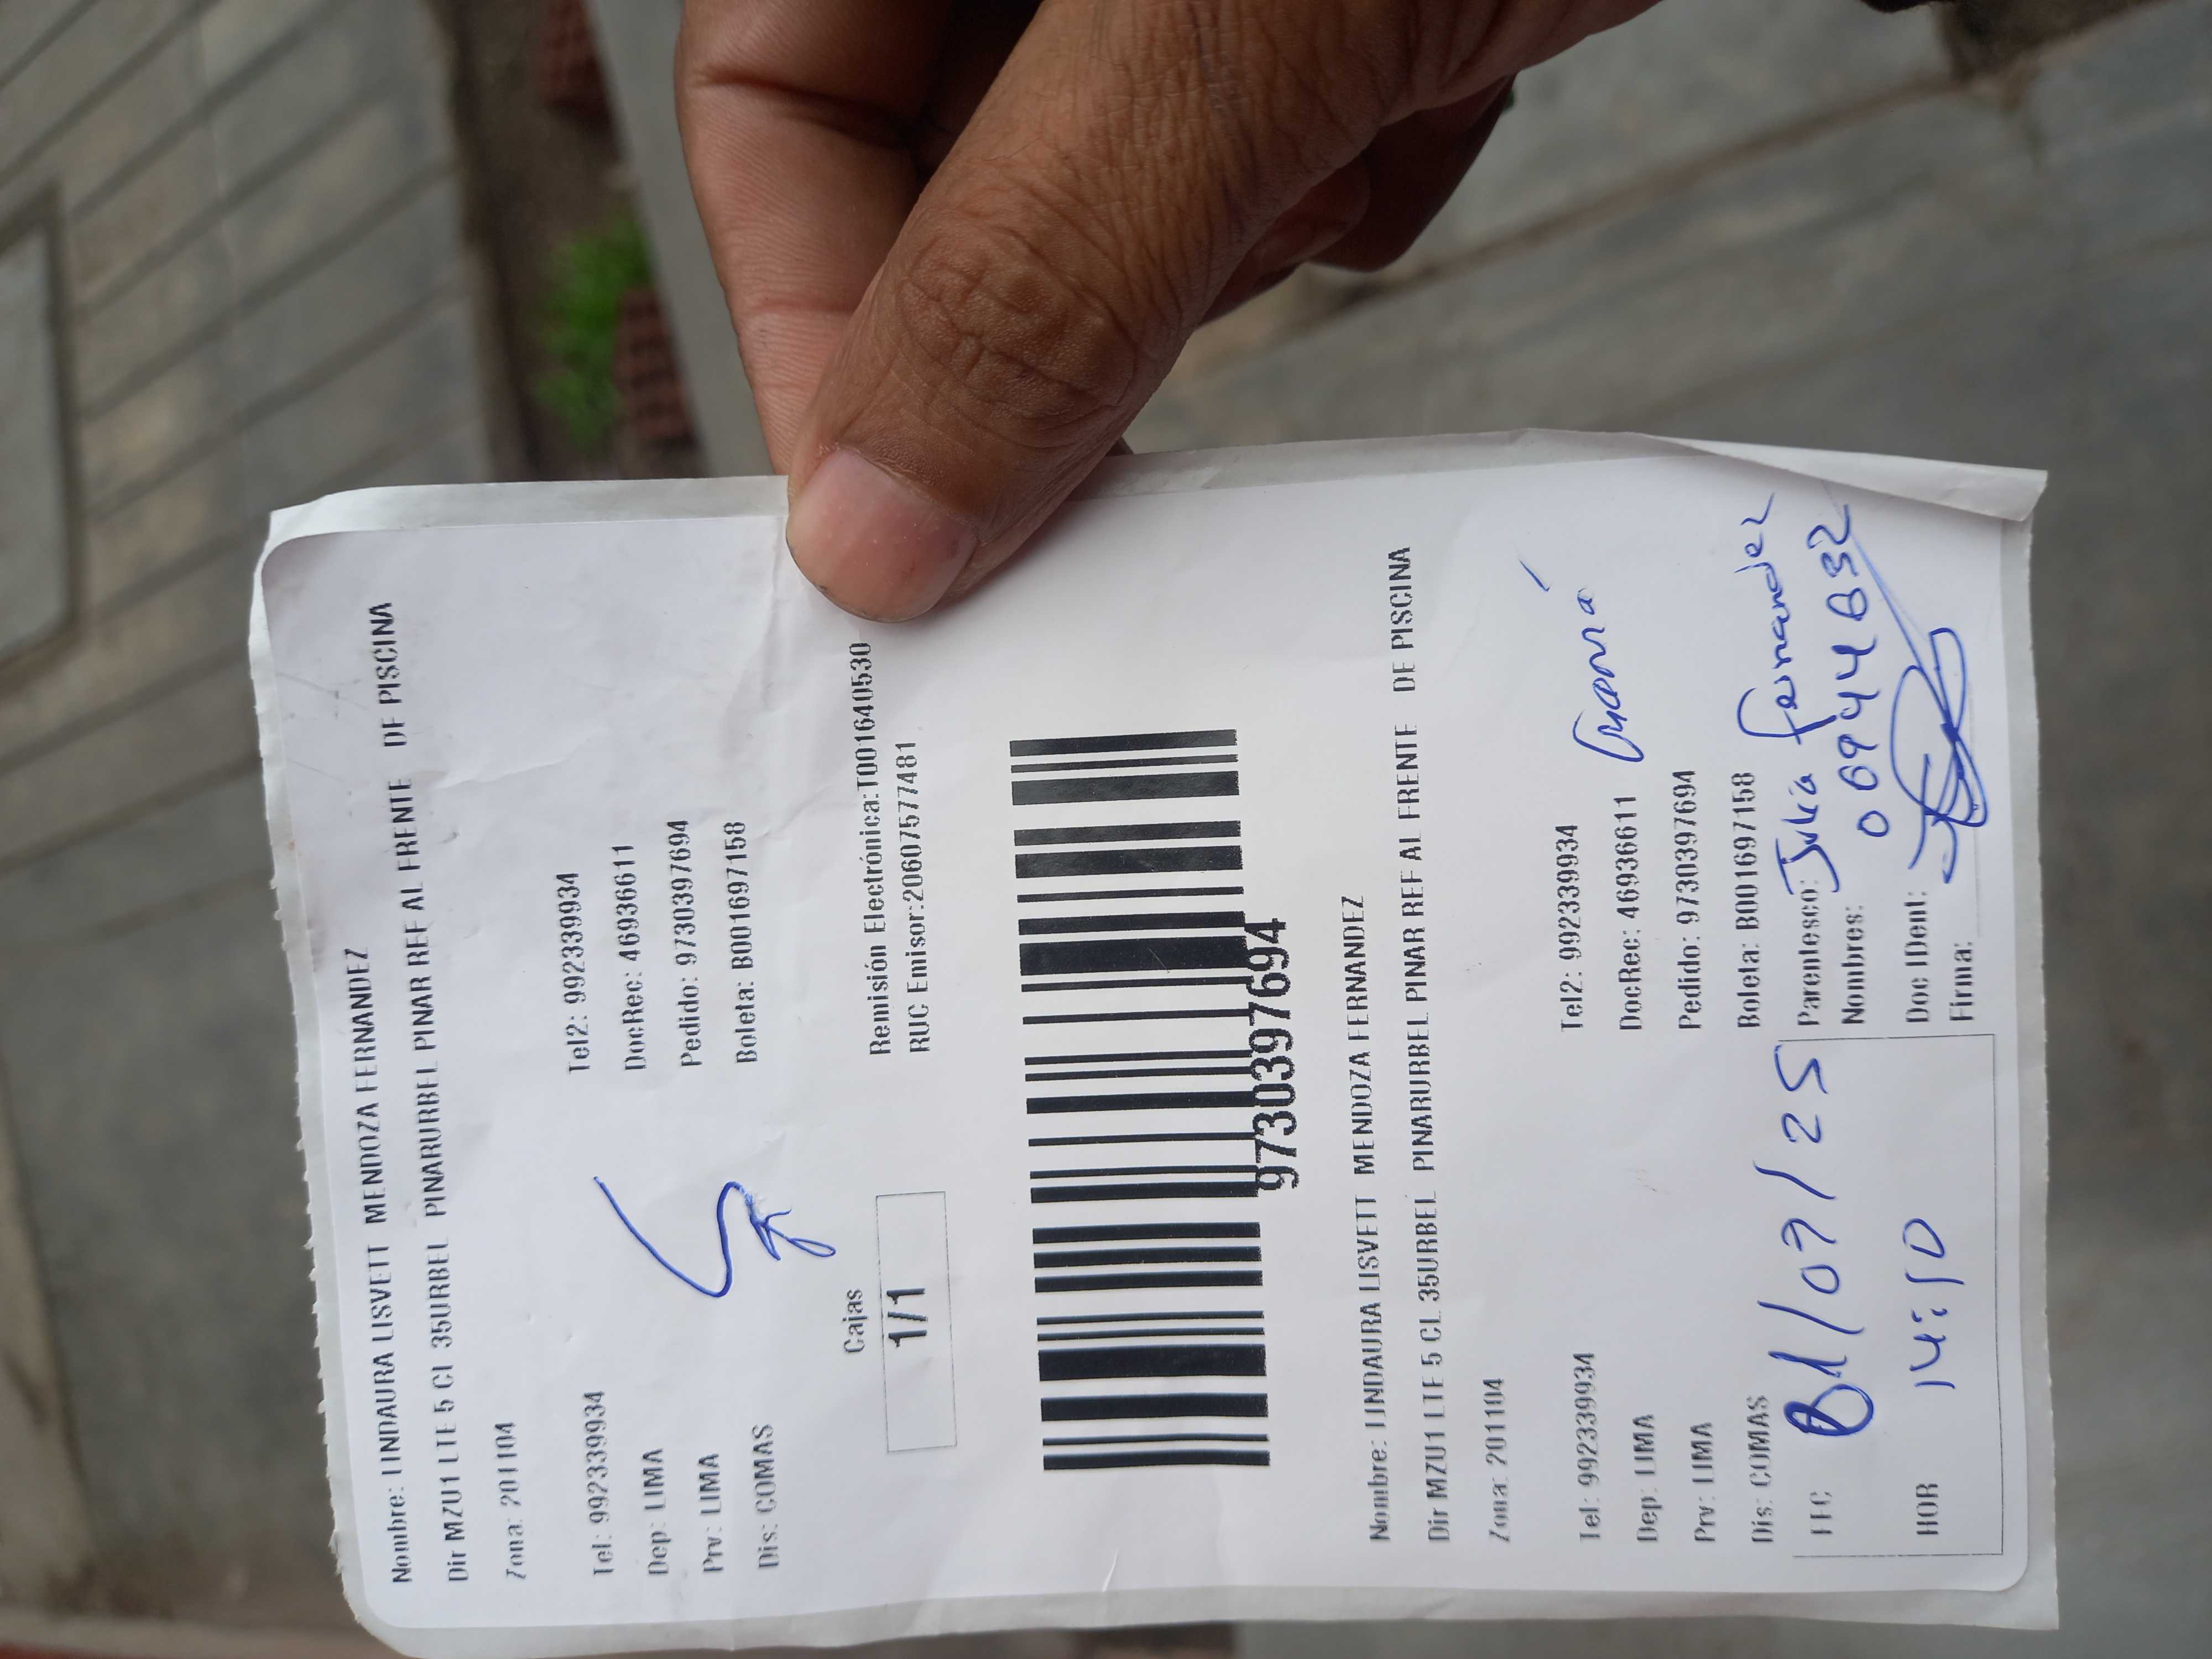 Nombre: LINDAURA LISVETT MENDOZA FERNANDEZ
Dir MZU1 LTE 5 CL 35URBEL PINARURBEL PINAR REF AL FRENTE DE PISCINA
Zona: 201104
Tel: 992339934 Tel2: 992339934
Dep: LIMA DocRec: 46936611
Prv: LIMA Pedido: 9730397694
Dis: COMAS Boleta: B001697158
Cajas
1/1
Remisión Electrónica:T001640530
RUC Emisor:20607577481
9730397694
Nombre: LINDAURA LISVETT MENDOZA FERNANDEZ
Dir MZU1 LTE 5 CL 35URBEL PINARURBEL PINAR REF AL FRENTE DE PISCINA
Zona: 201104
Tel: 992339934 Tel2: 992339934
Dep: LIMA DocRec: 46936611
Prv: LIMA Pedido: 9730397694
Dis: COMAS Boleta: B001697158
mamá
FEC 01/07/25 Parentesco: Julia Fernandez
Nombres:
HOR 14:10 Doc IDent:
Firma: